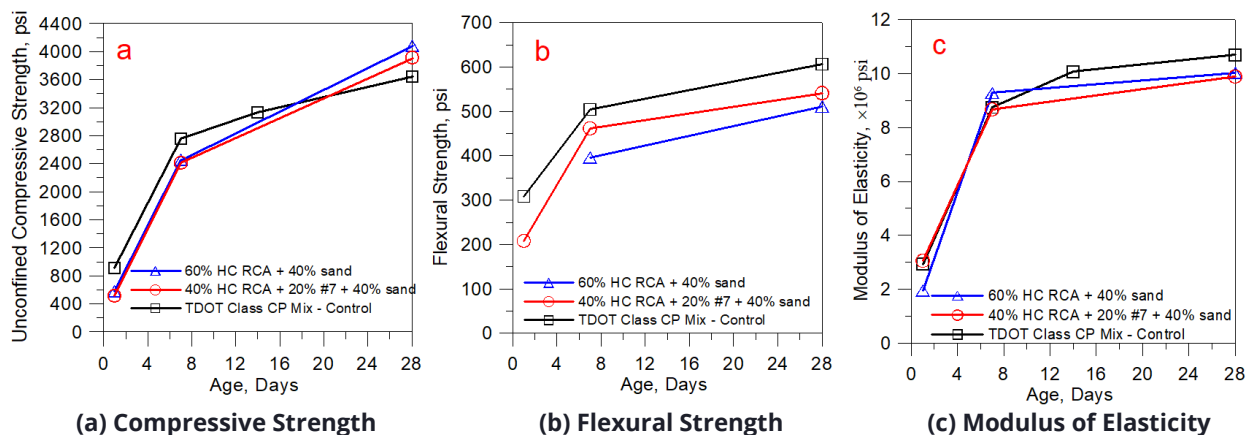 Unconfined Compressive Strength, psi
4400
4000
3600
3200
2800
2400
2000
1600
1200
800
400
0
a
60% HC RCA + 40% sand
40% HC RCA + 20% #7 + 40% sand
TDOT Class CP Mix - Control
0 4 8 12 16 20 24 28
Age, Days
(a) Compressive Strength
Flexural Strength, psi
700
600
500
400
300
200
100
0
b
60% HC RCA + 40% sand
40% HC RCA + 20% #7 + 40% sand
TDOT Class CP Mix - Control
0 4 8 12 16 20 24 28
Age, Days
(b) Flexural Strength
Modulus of Elasticity, ×10⁶ psi
12
10
8
6
4
2
0
c
60% HC RCA + 40% sand
40% HC RCA + 20% #7 + 40% sand
TDOT Class CP Mix - Control
0 4 8 12 16 20 24 28
Age, Days
(c) Modulus of Elasticity